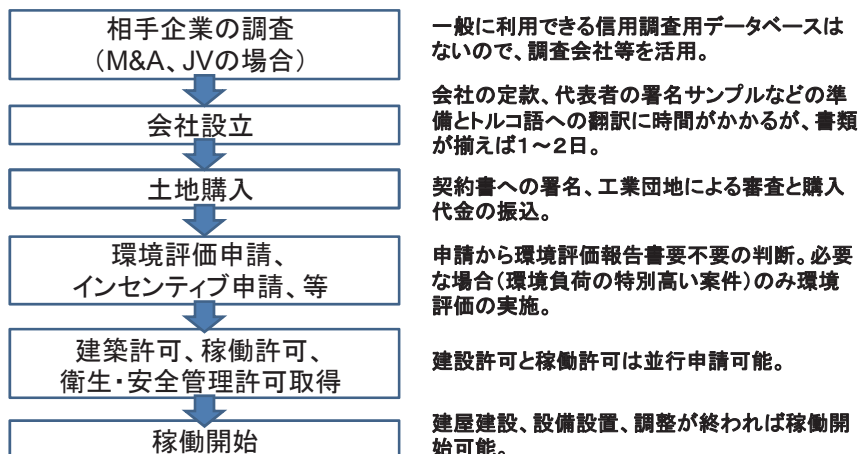 相手企業の調査
（M&A、JVの場合）
一般に利用できる信用調査用データベースは
ないので、調査会社等を活用。
会社設立
会社の定款、代表者の署名サンプルなどの準
備とトルコ語への翻訳に時間がかかるが、書類
が揃えば１～２日。
土地購入
契約書への署名、工業団地による審査と購入
代金の振込。
環境評価申請、
インセンティブ申請、等
申請から環境評価報告書要不要の判断。必要
な場合（環境負荷の特別高い案件）のみ環境
評価の実施。
建築許可、稼働許可、
衛生・安全管理許可取得
建設許可と稼働許可は並行申請可能。
稼働開始
建屋建設、設備設置、調整が終われば稼働開
始可能。